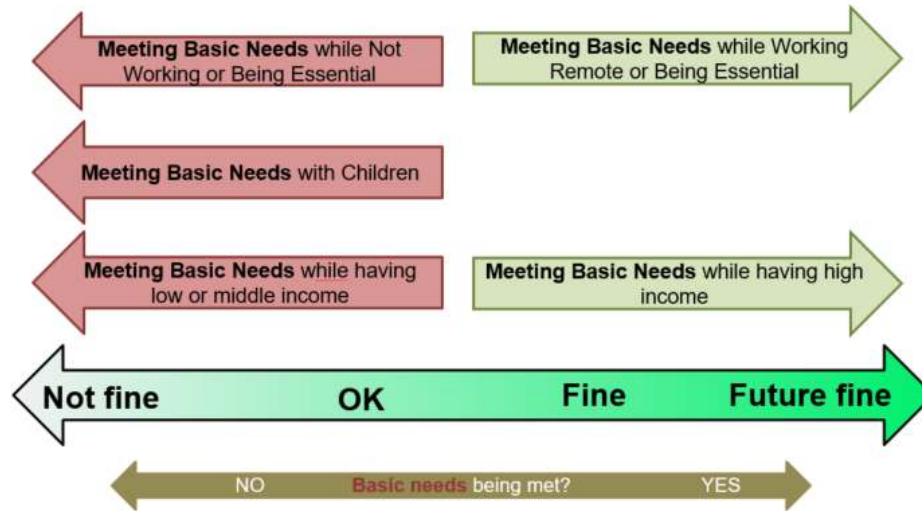 Meeting Basic Needs while Not
Working or Being Essential
Meeting Basic Needs while Working
Remote or Being Essential
Meeting Basic Needs with Children
Meeting Basic Needs while having
low or middle income
Meeting Basic Needs while having high
income
Not fine OK Fine Future fine
NO Basic needs being met? YES